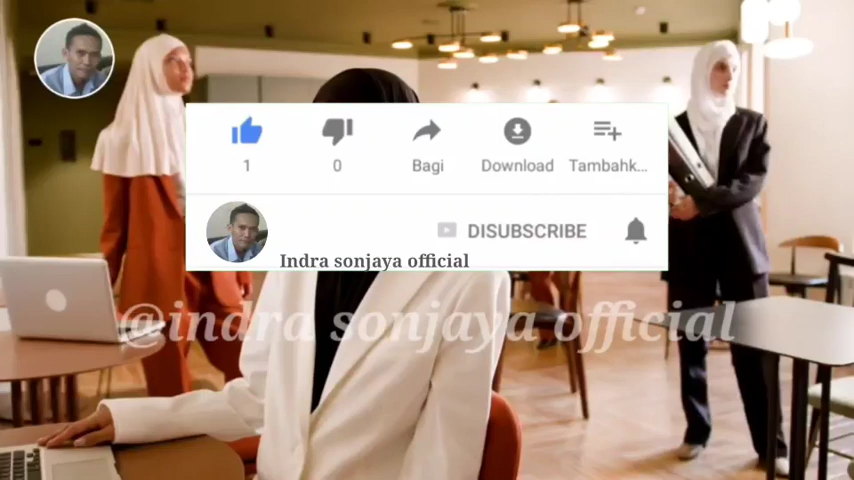 1 0 Bagi Download Tambahk...
DISUBSCRIBE
Indra sonjaya official
@indra sonjaya official